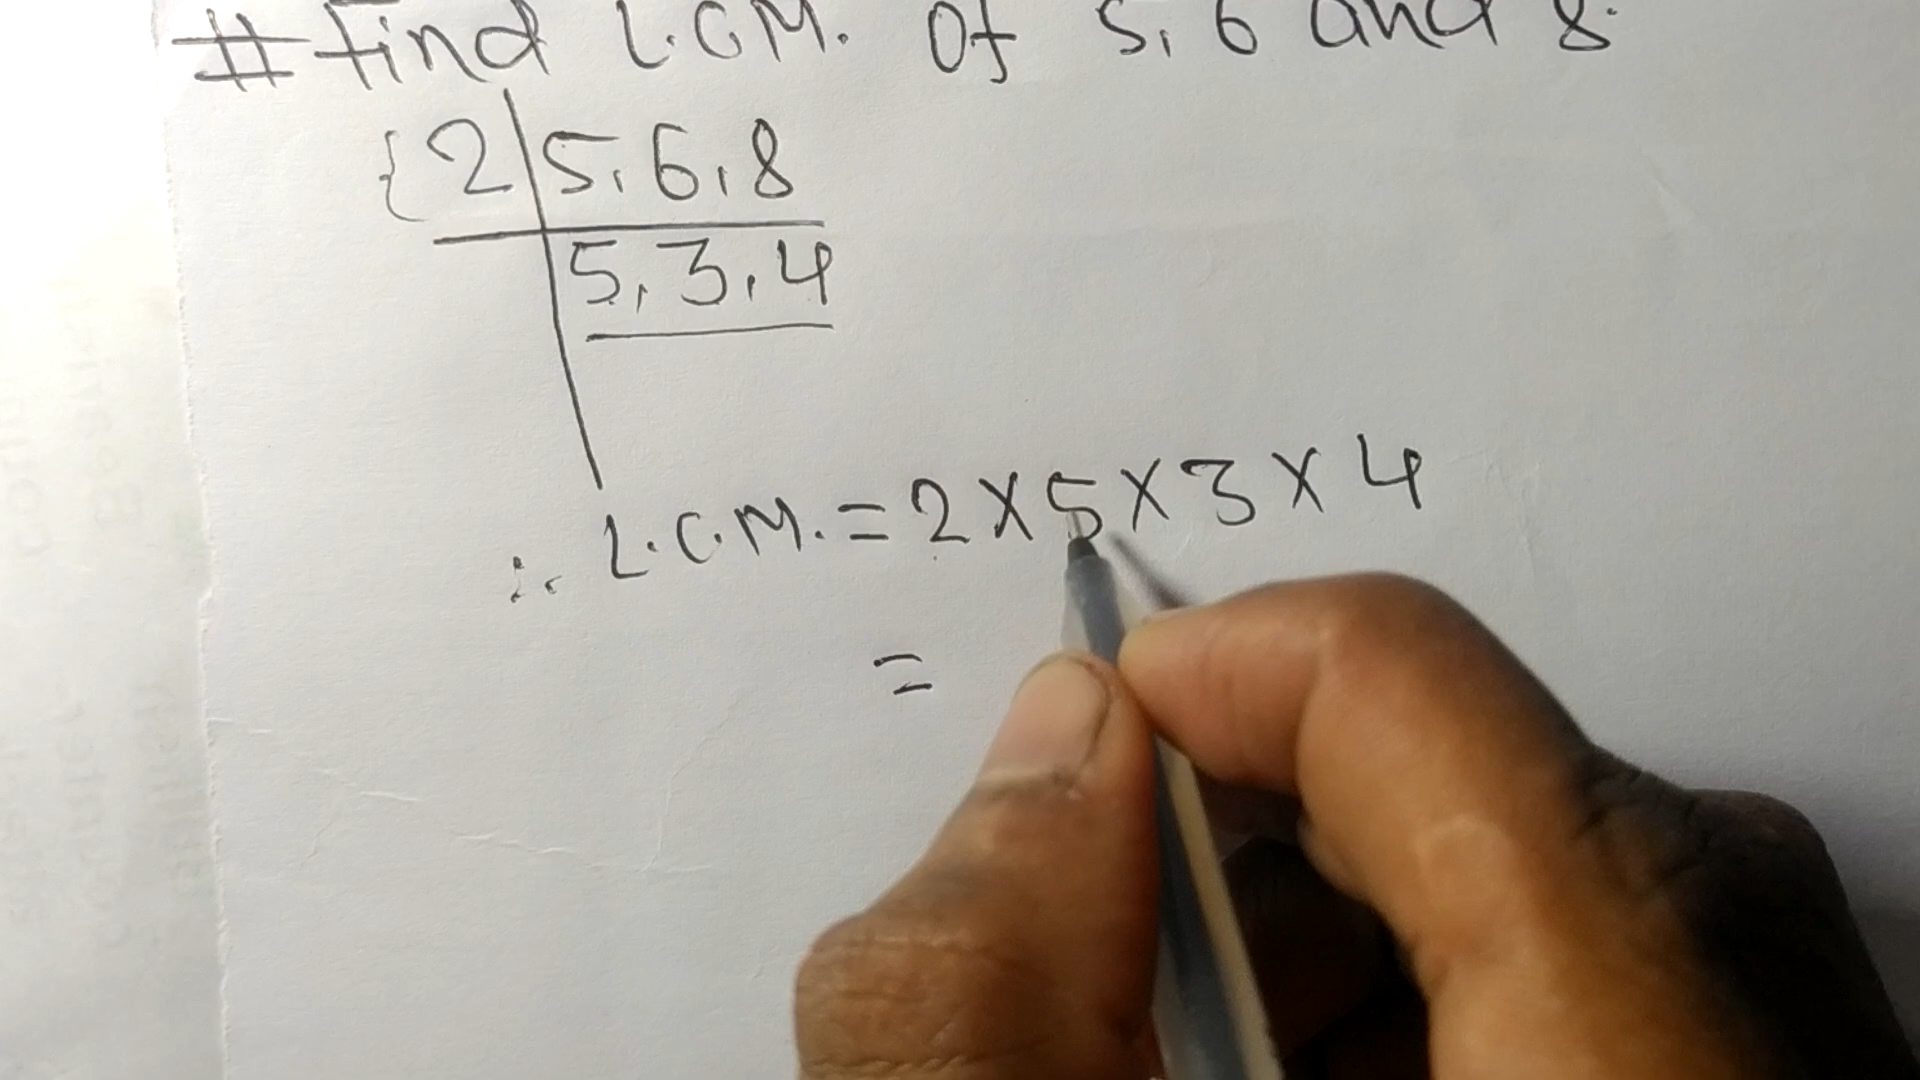 # Find L.C.M. Of 5, 6 and 8.
{2 | 5, 6, 8
5, 3, 4
∴ L.C.M. = 2 X 5 X 3 X 4
=